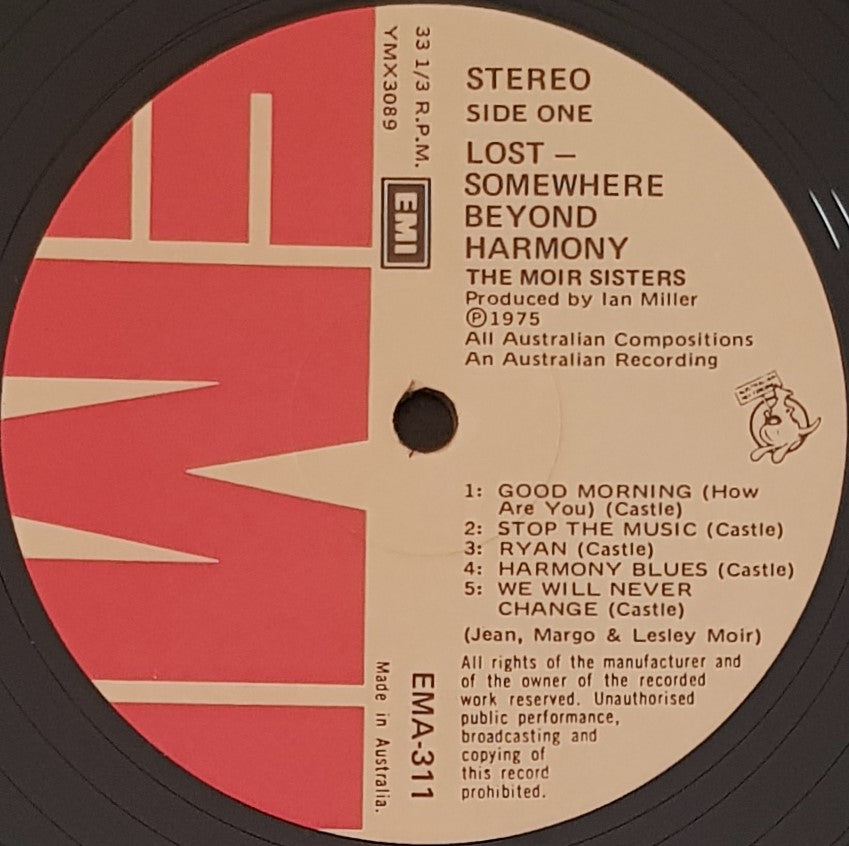 STEREO
SIDE ONE
LOST –
SOMEWHERE
BEYOND
HARMONY
THE MOIR SISTERS
Produced by Ian Miller
Ⓟ1975
All Australian Compositions
An Australian Recording
1: GOOD MORNING (How
Are You) (Castle)
2: STOP THE MUSIC (Castle)
3: RYAN (Castle)
4: HARMONY BLUES (Castle)
5: WE WILL NEVER
CHANGE (Castle)
(Jean, Margo & Lesley Moir)
All rights of the manufacturer and
of the owner of the recorded
work reserved. Unauthorised
public performance,
broadcasting and
copying of
this record
prohibited.
33 1/3 R.P.M.
YMX3089
EMI
EMA-311
Made in Australia.
EMI